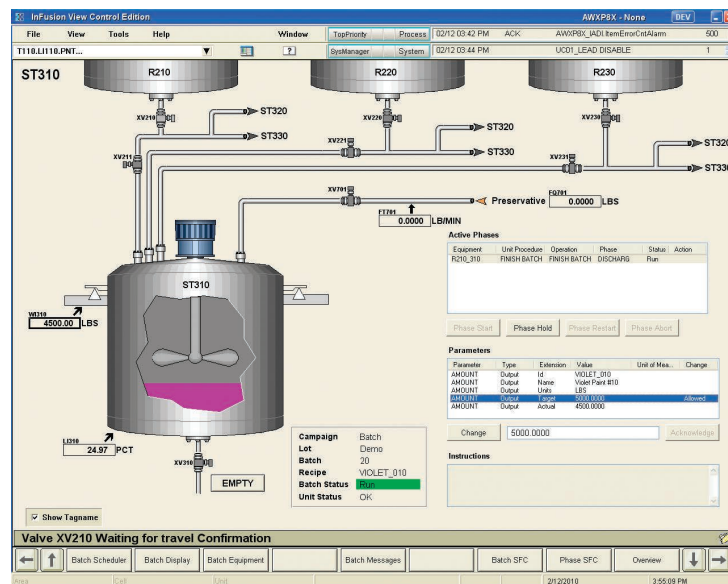 InFusion View Control Edition AWXP8X - None DEV
File View Tools Help Window TopPriority Process 02/12 03:42 PM ACK AWXP8X_IADI.ItemErrorCntAlarm 500
T110.LI110.PNT... ? SysManager System 02/12 03:44 PM UC01_LEAD DISABLE 1
ST310 R210 R220 R230
XV210 ST320 XV220 ST320 XV230 ST320
XV211 ST330 XV221 ST330 XV231 ST330
XV701 Preservative FQ701 0.0000 LBS
FT701 0.0000 LB/MIN
ST310
WI310
4500.00 LBS
LI310
24.97 PCT
XV310
EMPTY
Active Phases
Equipment Unit Procedure Operation Phase Status Action
R210_310 FINISH BATCH FINISH BATCH DISCHARG Run
Phase Start Phase Hold Phase Restart Phase Abort
Parameters
Parameter Type Extension Value Unit of Mea... Change
AMOUNT Output Id VIOLET_010
AMOUNT Output Name Violet Paint #10
AMOUNT Output Units LBS
AMOUNT Output Target 5000.0000 Allowed
AMOUNT Output Actual 4500.0000
Change 5000.0000 Acknowledge
Instructions
Campaign Batch
Lot Demo
Batch 20
Recipe VIOLET_010
Batch Status Run
Unit Status OK
Show Tagname
Valve XV210 Waiting for travel Confirmation
Batch Scheduler Batch Display Batch Equipment Batch Messages Batch SFC Phase SFC Overview
Area Cell Unit 2/12/2010 3:55:09 PM